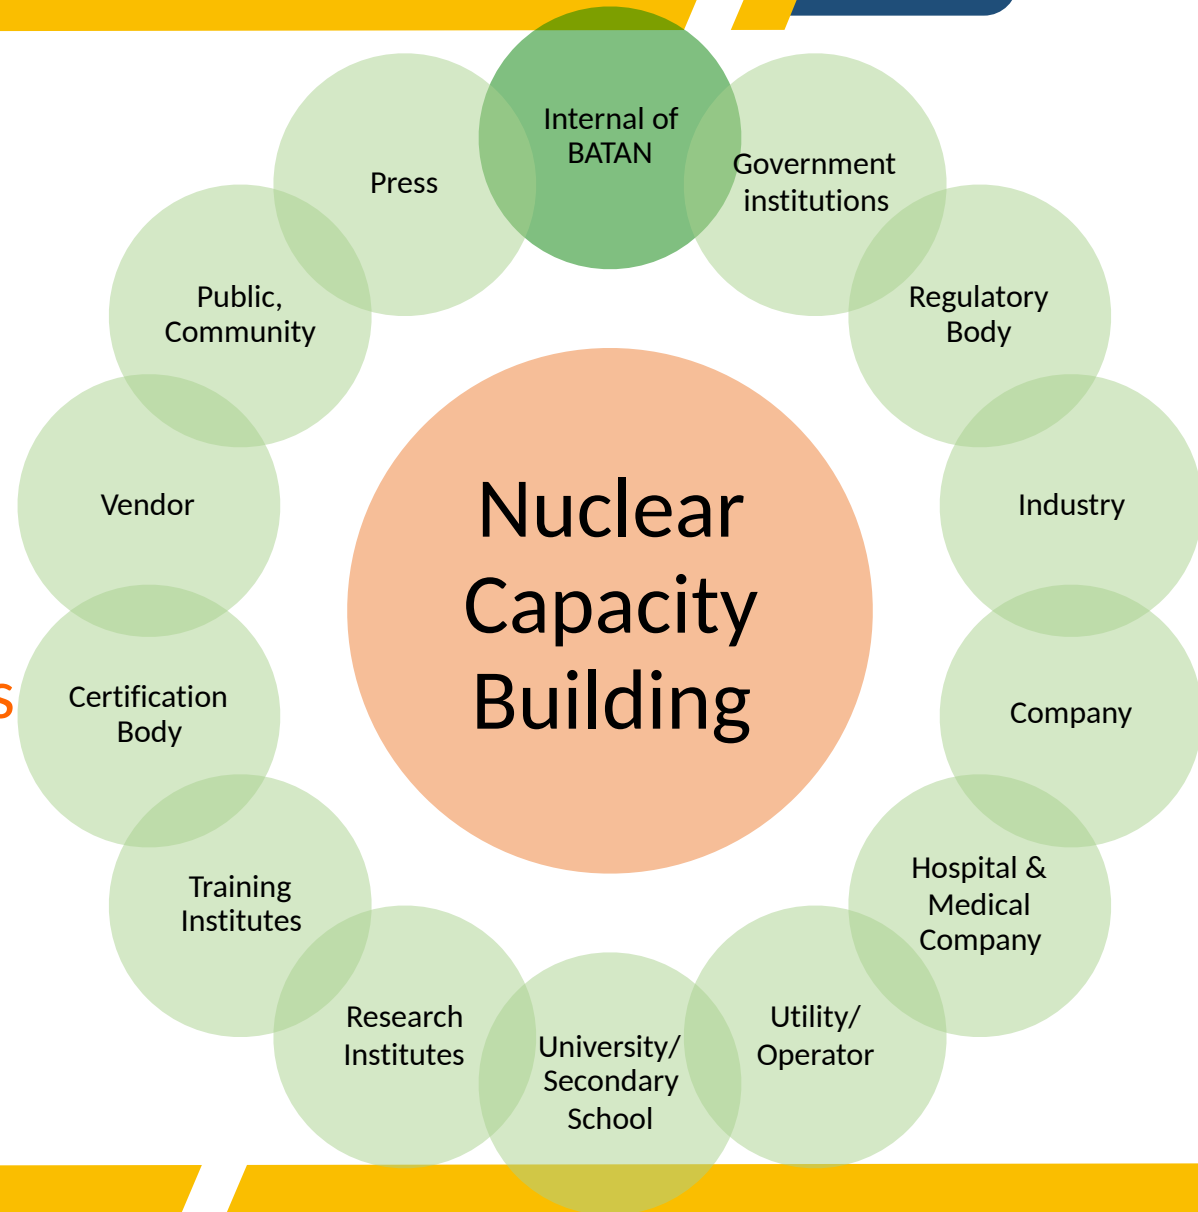 Internal of
BATAN
Government
institutions
Regulatory
Body
Industry
Company
Hospital &
Medical
Company
Utility/
Operator
University/
Secondary
School
Research
Institutes
Training
Institutes
Certification
Body
Vendor
Public,
Community
Press
Nuclear
Capacity
Building
s